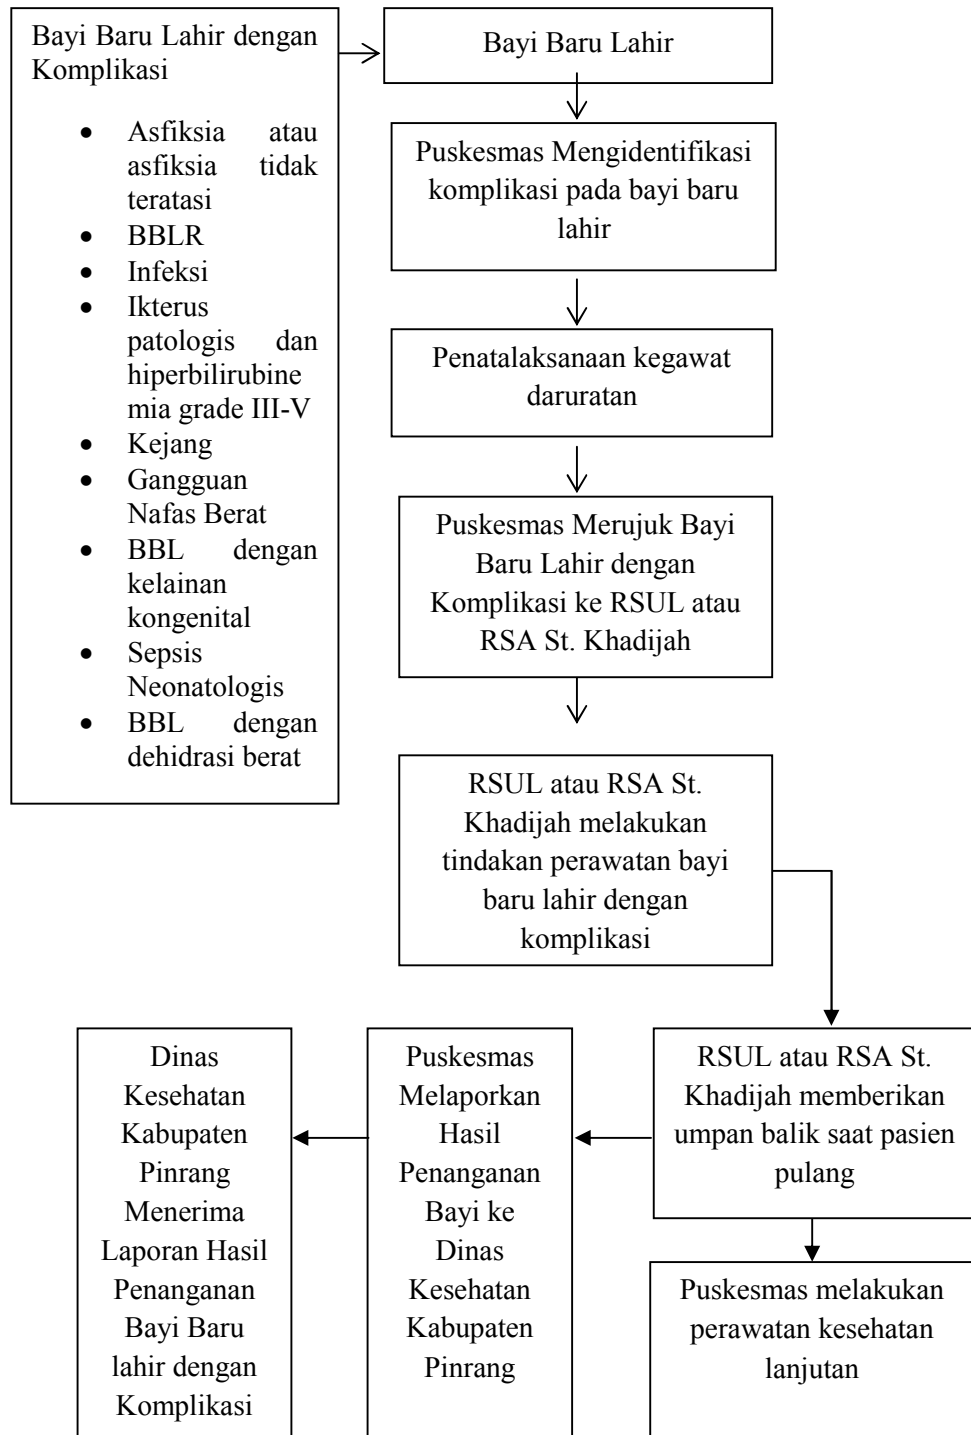 Bayi Baru Lahir dengan
Komplikasi
• Asfiksia atau
asfiksia tidak
teratasi
• BBLR
• Infeksi
• Ikterus
patologis dan
hiperbilirubine
mia grade III-V
• Kejang
• Gangguan
Nafas Berat
• BBL dengan
kelainan
kongenital
• Sepsis
Neonatologis
• BBL dengan
dehidrasi berat
Bayi Baru Lahir
Puskesmas Mengidentifikasi
komplikasi pada bayi baru
lahir
Penatalaksanaan kegawat
daruratan
Puskesmas Merujuk Bayi
Baru Lahir dengan
Komplikasi ke RSUL atau
RSA St. Khadijah
RSUL atau RSA St.
Khadijah melakukan
tindakan perawatan bayi
baru lahir dengan
komplikasi
RSUL atau RSA St.
Khadijah memberikan
umpan balik saat pasien
pulang
Puskesmas melakukan
perawatan kesehatan
lanjutan
Puskesmas
Melaporkan
Hasil
Penanganan
Bayi ke
Dinas
Kesehatan
Kabupaten
Pinrang
Dinas
Kesehatan
Kabupaten
Pinrang
Menerima
Laporan Hasil
Penanganan
Bayi Baru
lahir dengan
Komplikasi